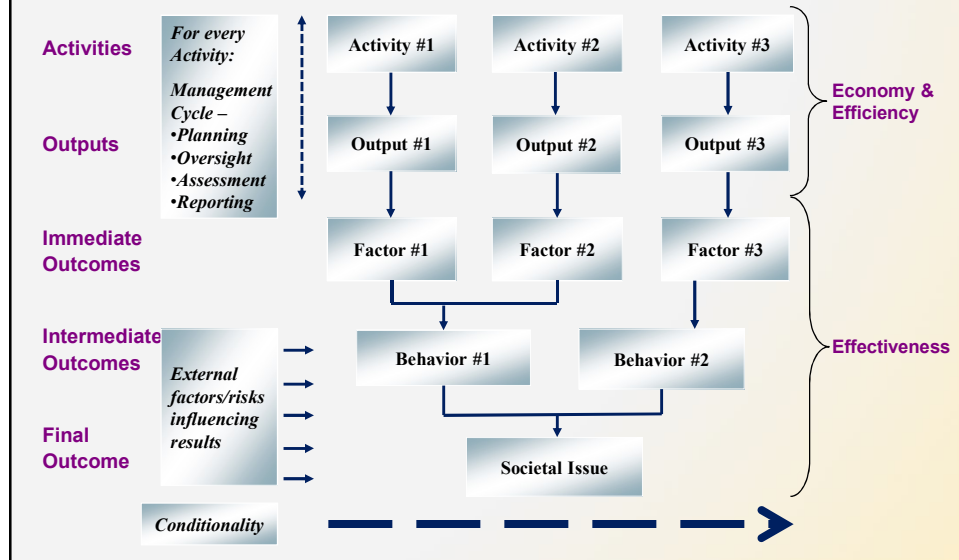 Activities
For every
Activity:
Management
Cycle –
•Planning
•Oversight
•Assessment
•Reporting
Activity #1
Activity #2
Activity #3
Economy &
Efficiency
Outputs
Output #1
Output #2
Output #3
Immediate
Outcomes
Factor #1
Factor #2
Factor #3
Intermediate
Outcomes
External
factors/risks
influencing
results
Behavior #1
Behavior #2
Effectiveness
Final
Outcome
Societal Issue
Conditionality